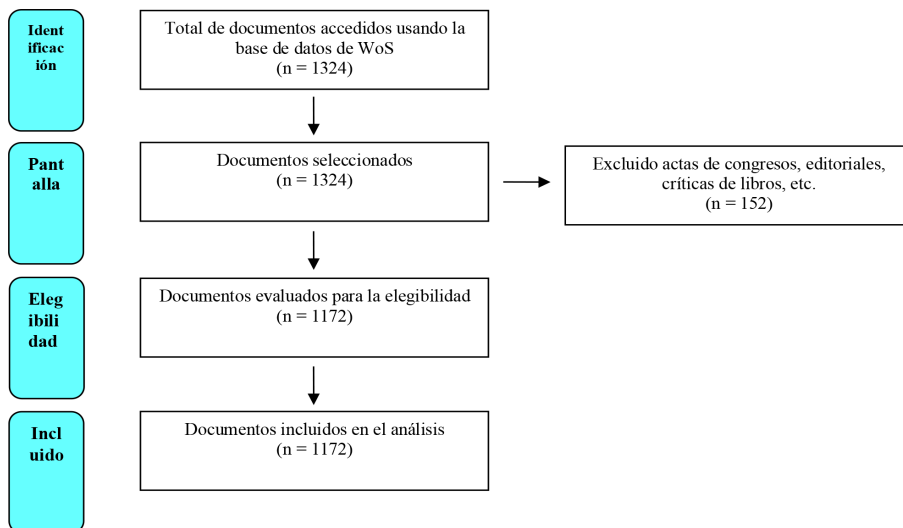 Ident
ificac
ión
Total de documentos accedidos usando la
base de datos de WoS
(n = 1324)
Pant
alla
Documentos seleccionados
(n = 1324)
Excluido actas de congresos, editoriales,
críticas de libros, etc.
(n = 152)
Eleg
ibili
dad
Documentos evaluados para la elegibilidad
(n = 1172)
Incl
uido
Documentos incluidos en el análisis
(n = 1172)